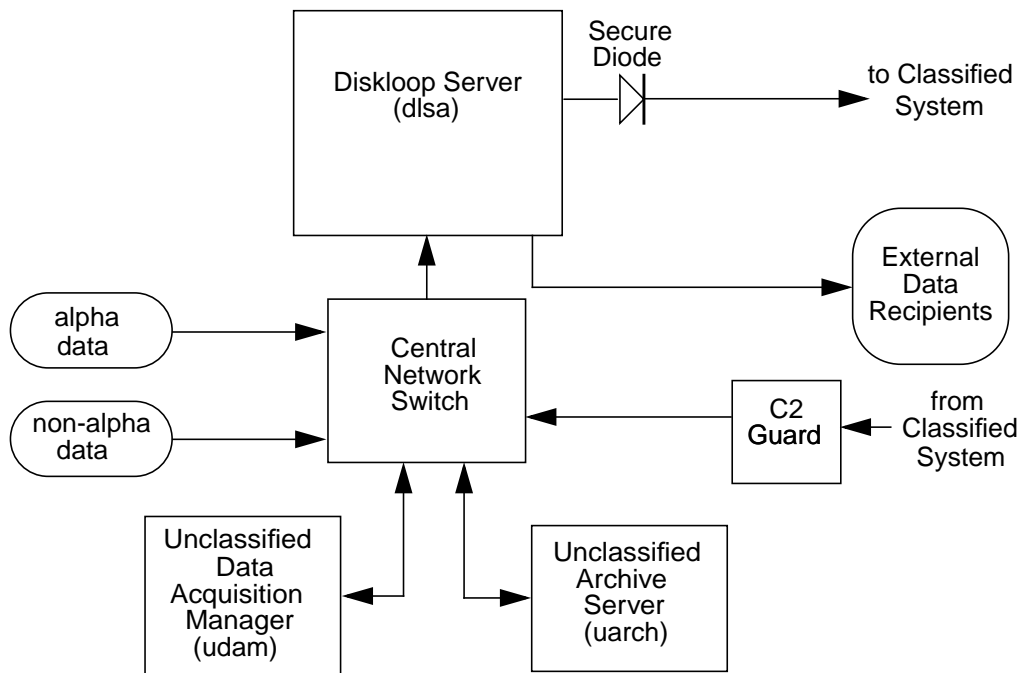 Secure
Diode
Diskloop Server
(dlsa)
to Classified
System
External
Data
Recipients
alpha
data
Central
Network
Switch
non-alpha
data
C2
Guard
from
Classified
System
Unclassified
Data
Acquisition
Manager
(udam)
Unclassified
Archive
Server
(uarch)